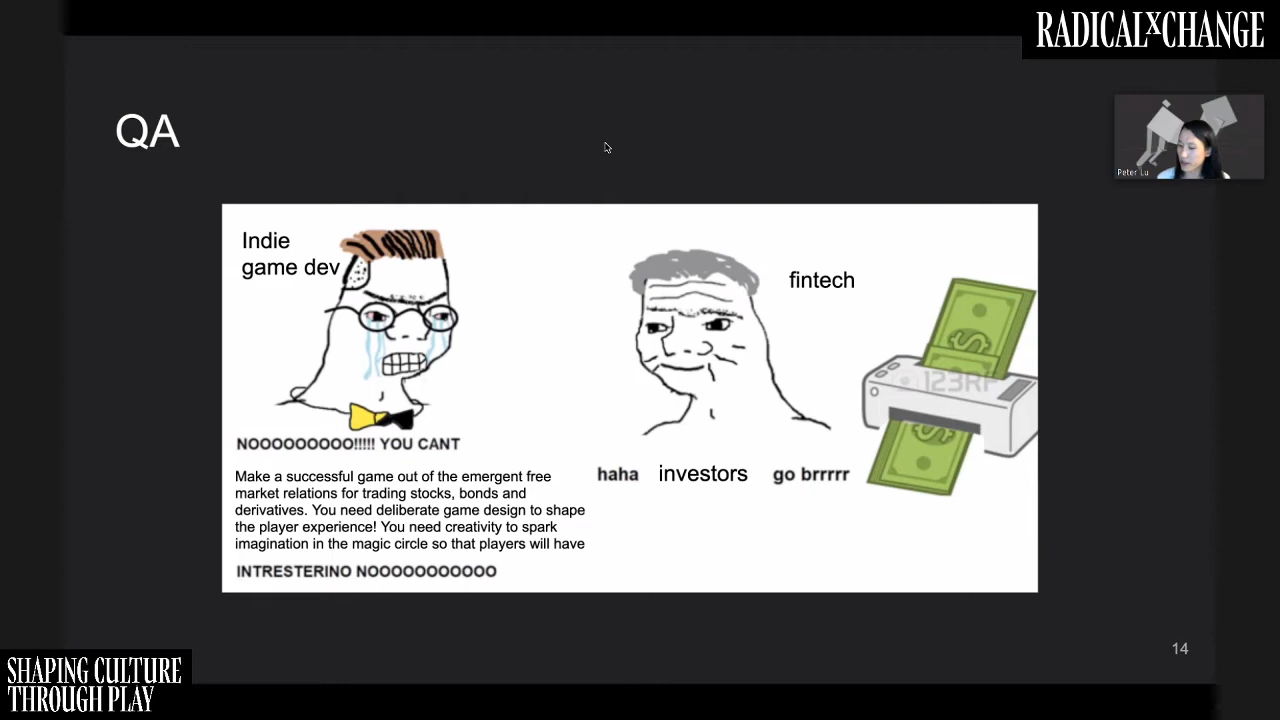 RADICALxCHANGE
QA
Peter Lu
Indie
game dev
fintech
123RF
NOOOOOOOOO!!!!! YOU CANT
haha investors go brrrrr
Make a successful game out of the emergent free
market relations for trading stocks, bonds and
derivatives. You need deliberate game design to shape
the player experience! You need creativity to spark
imagination in the magic circle so that players will have
INTRESTERINO NOOOOOOOOOOO
14
SHAPING CULTURE
THROUGH PLAY